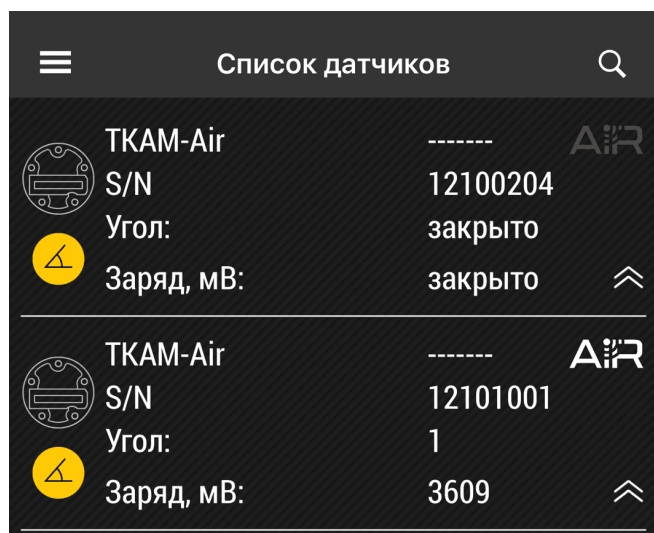 Список датчиков
TKAM-Air ------- AIR
S/N 12100204
Угол: закрыто
Заряд, мВ: закрыто
TKAM-Air ------- AIR
S/N 12101001
Угол: 1
Заряд, мВ: 3609